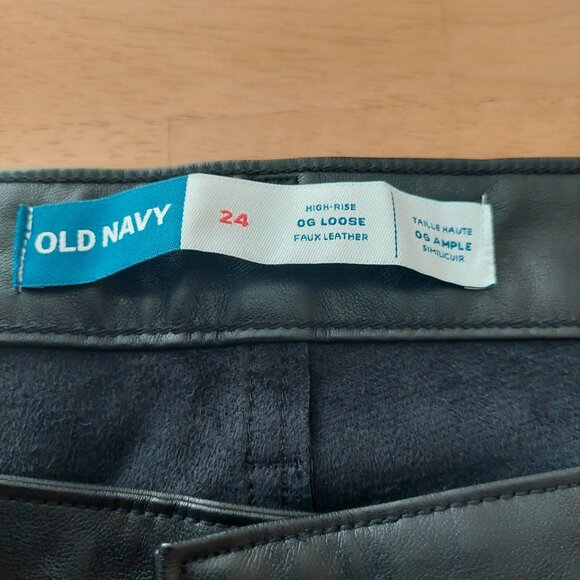 OLD NAVY
24
HIGH-RISE
OG LOOSE
FAUX LEATHER
TAILLE HAUTE
OG AMPLE
SIMILICUIR